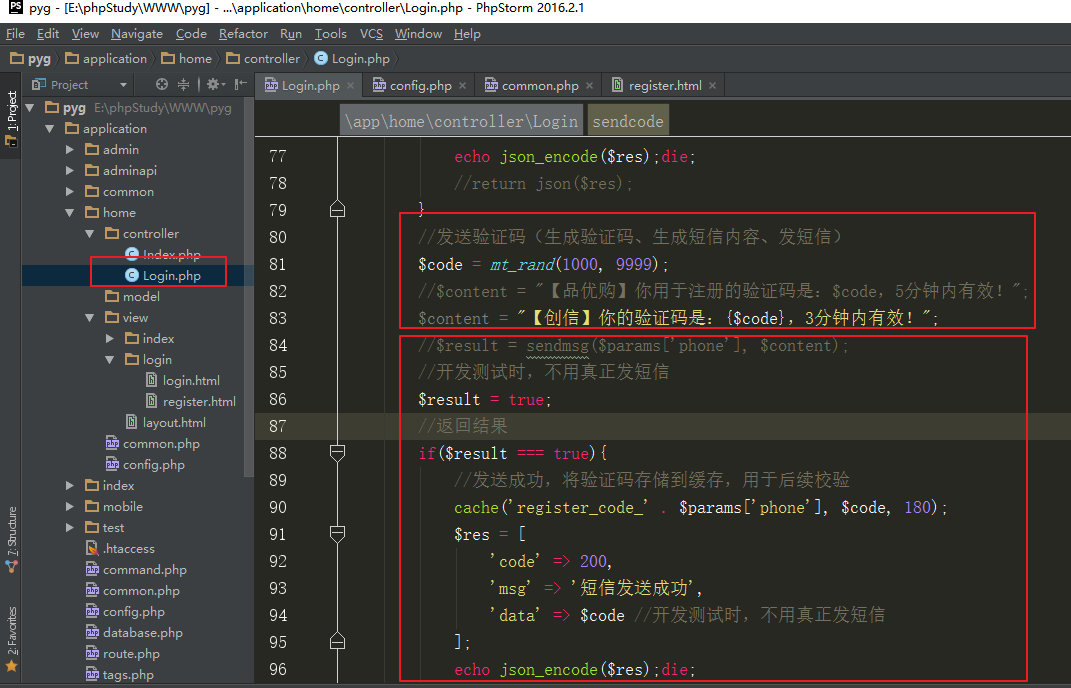 pyg - [E:\phpStudy\WWW\pyg] - ...\application\home\controller\Login.php - PhpStorm 2016.2.1
File Edit View Navigate Code Refactor Run Tools VCS Window Help
pyg application home controller Login.php
Project
Login.php × config.php × common.php × register.html ×
1: Project
7: Structure
2: Favorites
pyg E:\phpStudy\WWW\pyg
application
admin
adminapi
common
home
controller
Index.php
Login.php
model
view
index
login
login.html
register.html
layout.html
common.php
config.php
index
mobile
test
.htaccess
command.php
common.php
config.php
database.php
route.php
tags.php
\app\home\controller\Login sendcode
77 echo json_encode($res);die;
78 //return json($res);
79 }
80 //发送验证码（生成验证码、生成短信内容、发短信）
81 $code = mt_rand(1000, 9999);
82 //$content = "【品优购】你用于注册的验证码是：$code，5分钟内有效！";
83 $content = "【创信】你的验证码是：{$code}，3分钟内有效！";
84 //$result = sendmsg($params['phone'], $content);
85 //开发测试时，不用真正发短信
86 $result = true;
87 //返回结果
88 if($result === true){
89 //发送成功，将验证码存储到缓存，用于后续校验
90 cache('register_code_' . $params['phone'], $code, 180);
91 $res = [
92 'code' => 200,
93 'msg' => '短信发送成功',
94 'data' => $code //开发测试时，不用真正发短信
95 ];
96 echo json_encode($res);die;